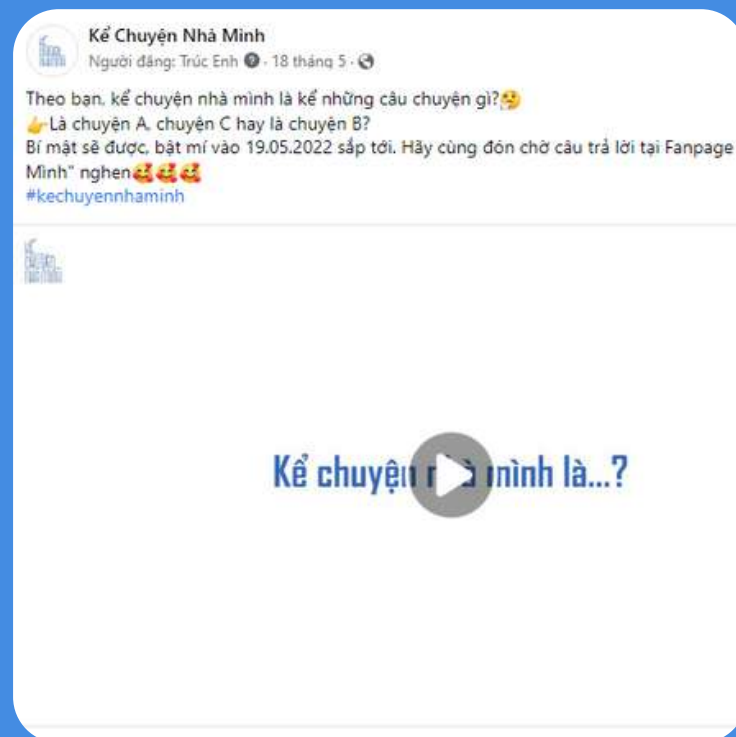 Kể Chuyện Nhà Mình
Người đăng: Trúc Enh · 18 tháng 5 ·
Theo bạn, kể chuyện nhà mình là kể những câu chuyện gì?🤔
👉Là chuyện A, chuyện C hay là chuyện B?
Bí mật sẽ được, bật mí vào 19.05.2022 sắp tới. Hãy cùng đón chờ câu trả lời tại Fanpage
Mình" nghen🥰🥰🥰
#kechuyennhaminh
Kể chuyện nhà mình là...?